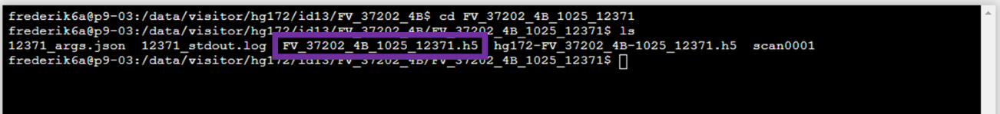 frederik6a@p9-03:/data/visitor/hg172/id13/FV_37202_4B$ cd FV_37202_4B_1025_12371
frederik6a@p9-03:/data/visitor/hg172/id13/FV_37202_4B/FV_37202_4B_1025_12371$ ls
12371_args.json  12371_stdout.log  FV_37202_4B_1025_12371.h5  hg172-FV_37202_4B-1025_12371.h5  scan0001
frederik6a@p9-03:/data/visitor/hg172/id13/FV_37202_4B/FV_37202_4B_1025_12371$